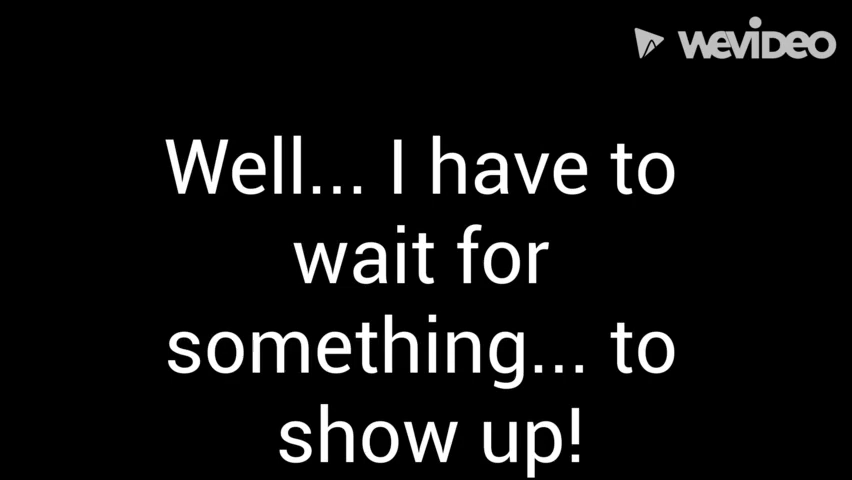 WEVIDEO
Well... I have to
wait for
something... to
show up!